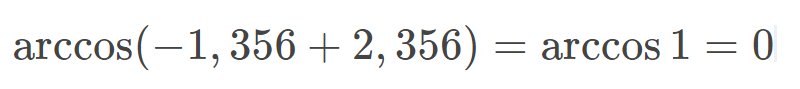 arccos(−1, 356 + 2, 356) = arccos 1 = 0